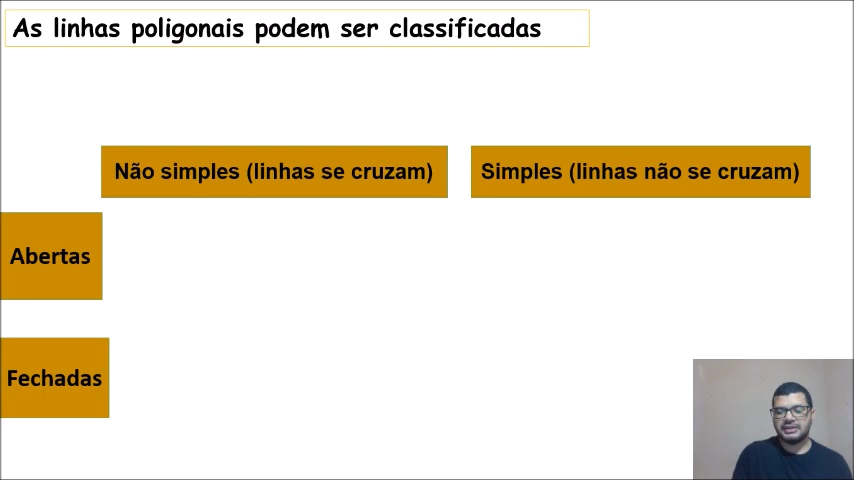 As linhas poligonais podem ser classificadas
Não simples (linhas se cruzam)
Simples (linhas não se cruzam)
Abertas
Fechadas